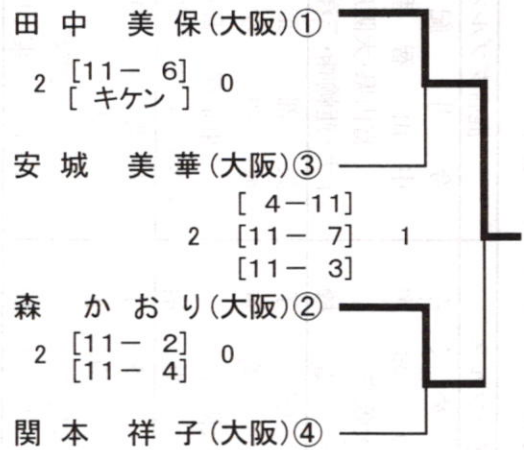 田中 美保(大阪)①
2 [11－ 6] 0
[ キケン ]
安城 美華(大阪)③
[ 4－11]
2 [11－ 7] 1
[11－ 3]
森 かおり(大阪)②
2 [11－ 2] 0
[11－ 4]
関本 祥子(大阪)④